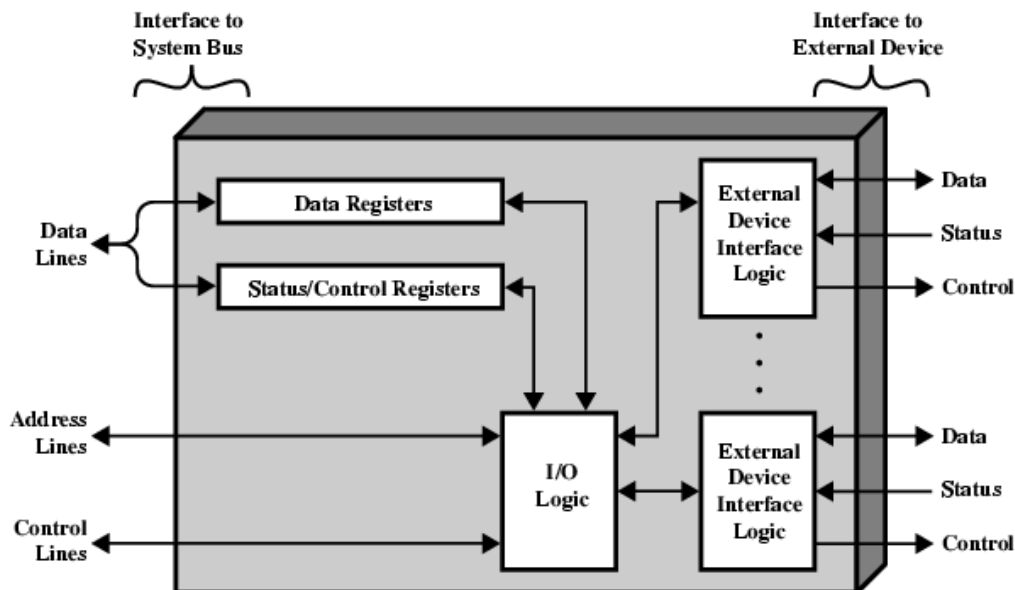 Interface to
System Bus
Interface to
External Device
Data Registers
Status/Control Registers
Data
Lines
Address
Lines
Control
Lines
I/O
Logic
External
Device
Interface
Logic
Data
Status
Control
External
Device
Interface
Logic
Data
Status
Control